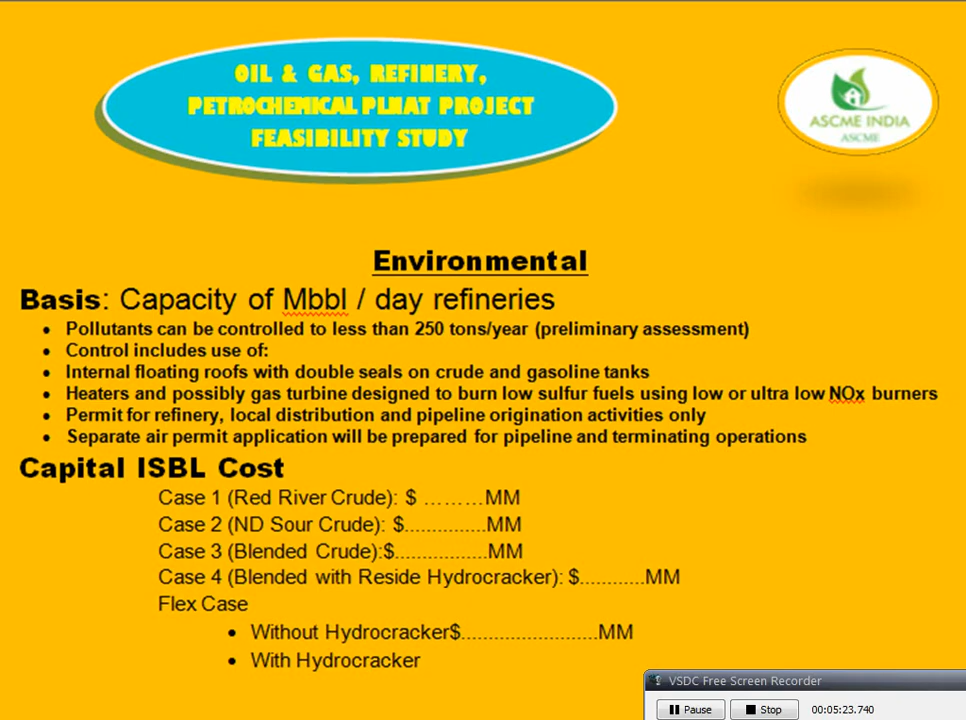 OIL & GAS, REFINERY,
PETROCHEMICAL PLNAT PROJECT
FEASIBILITY STUDY
ASCME INDIA
ASCME
Environmental
Basis: Capacity of Mbbl / day refineries
• Pollutants can be controlled to less than 250 tons/year (preliminary assessment)
• Control includes use of:
• Internal floating roofs with double seals on crude and gasoline tanks
• Heaters and possibly gas turbine designed to burn low sulfur fuels using low or ultra low NOx burners
• Permit for refinery, local distribution and pipeline origination activities only
• Separate air permit application will be prepared for pipeline and terminating operations
Capital ISBL Cost
Case 1 (Red River Crude): $ ………MM
Case 2 (ND Sour Crude): $...............MM
Case 3 (Blended Crude):$.................MM
Case 4 (Blended with Reside Hydrocracker): $............MM
Flex Case
• Without Hydrocracker$.........................MM
• With Hydrocracker
VSDC Free Screen Recorder
Pause Stop 00:05:23.740